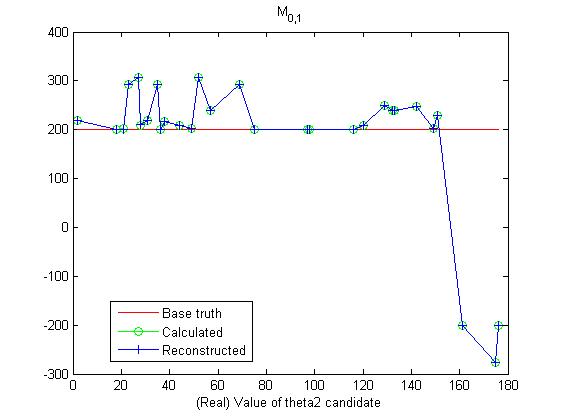 M0,1
400
300
200
100
0
-100
-200
-300
Base truth
Calculated
Reconstructed
0 20 40 60 80 100 120 140 160 180
(Real) Value of theta2 candidate